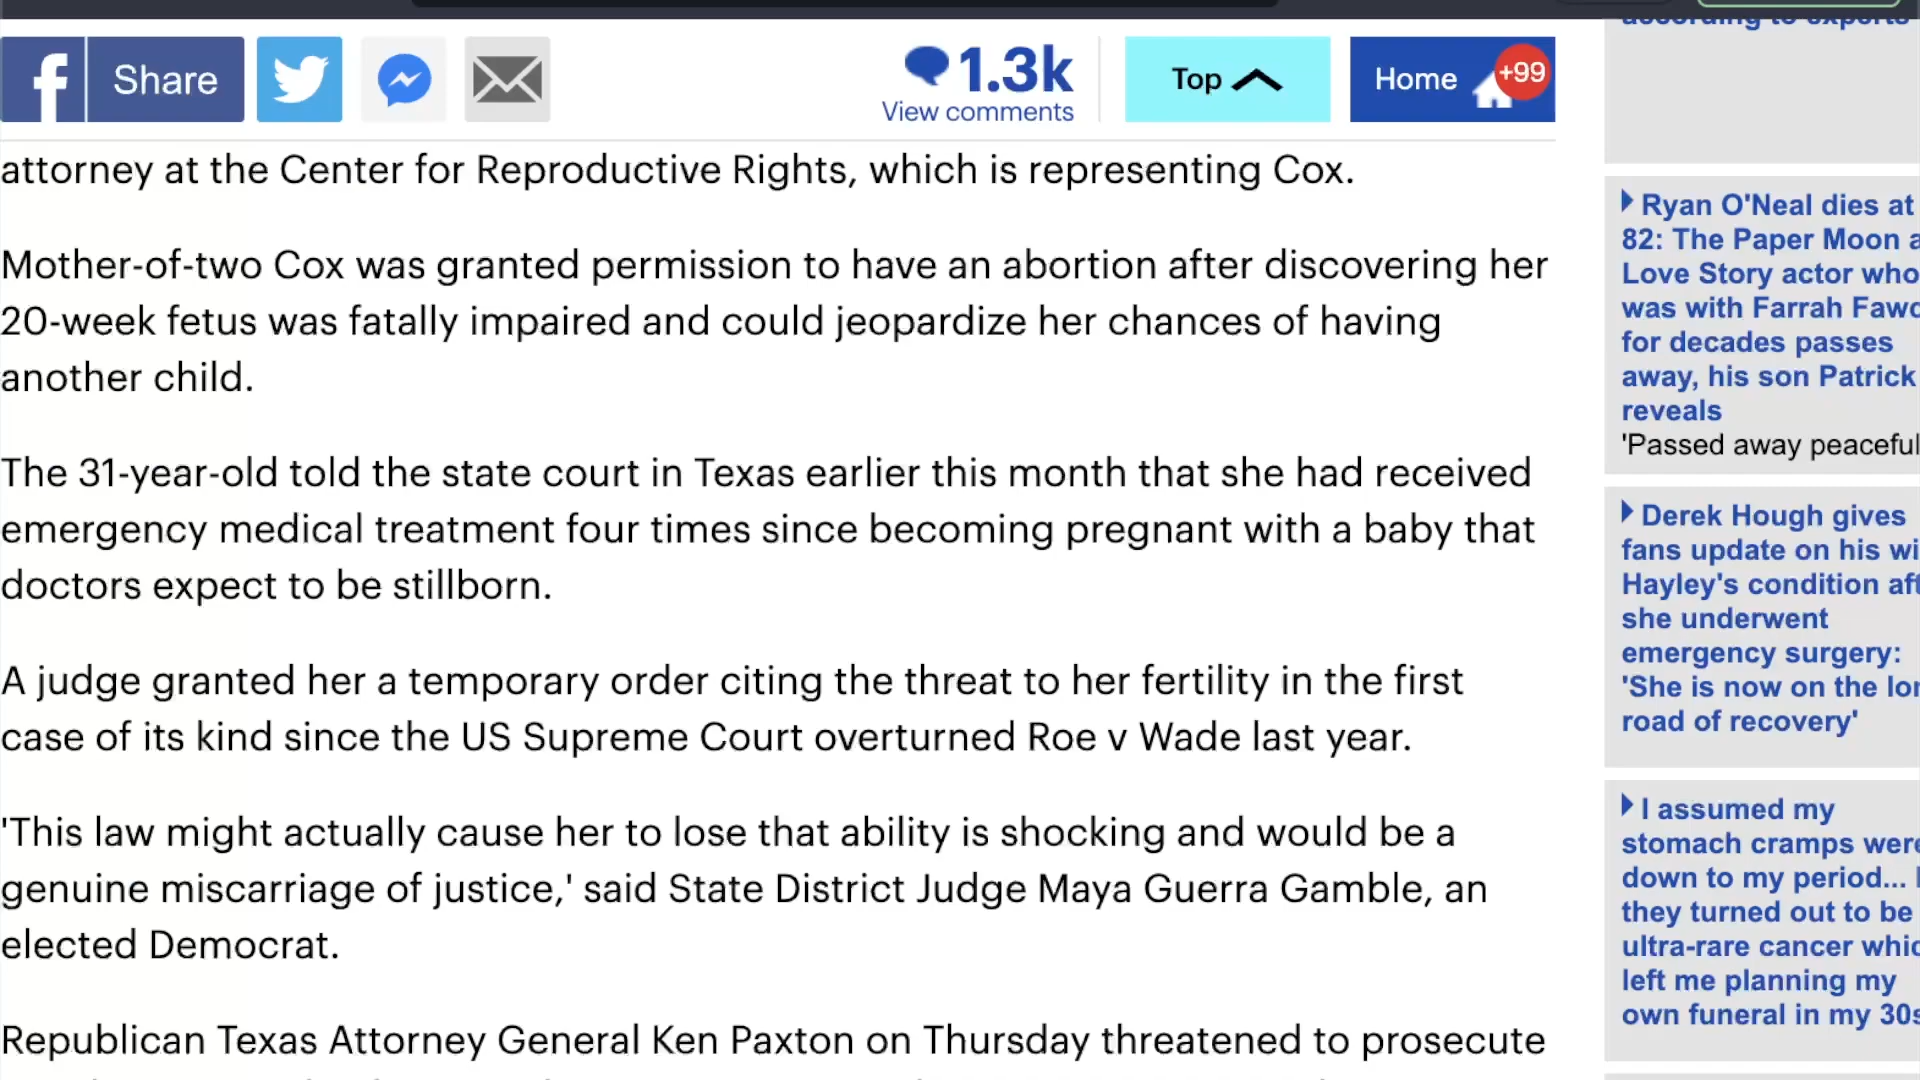 according to experts
Share
1.3k
View comments
Top
Home
+99
attorney at the Center for Reproductive Rights, which is representing Cox.
Mother-of-two Cox was granted permission to have an abortion after discovering her
20-week fetus was fatally impaired and could jeopardize her chances of having
another child.
The 31-year-old told the state court in Texas earlier this month that she had received
emergency medical treatment four times since becoming pregnant with a baby that
doctors expect to be stillborn.
A judge granted her a temporary order citing the threat to her fertility in the first
case of its kind since the US Supreme Court overturned Roe v Wade last year.
'This law might actually cause her to lose that ability is shocking and would be a
genuine miscarriage of justice,' said State District Judge Maya Guerra Gamble, an
elected Democrat.
Republican Texas Attorney General Ken Paxton on Thursday threatened to prosecute
Ryan O'Neal dies at
82: The Paper Moon a
Love Story actor who
was with Farrah Fawc
for decades passes
away, his son Patrick
reveals
'Passed away peaceful
Derek Hough gives
fans update on his wi
Hayley's condition aft
she underwent
emergency surgery:
'She is now on the lon
road of recovery'
I assumed my
stomach cramps were
down to my period...
they turned out to be
ultra-rare cancer whic
left me planning my
own funeral in my 30s